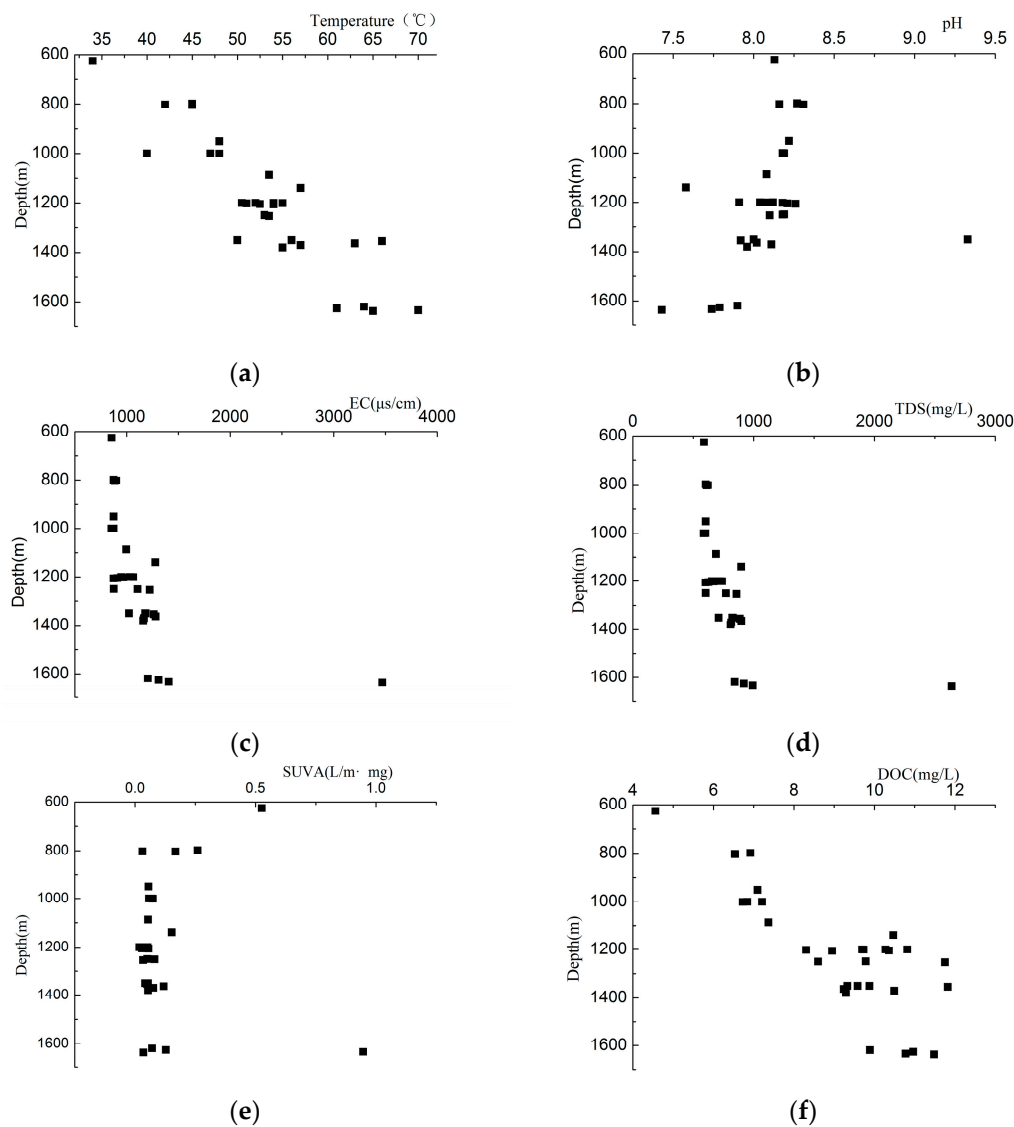 Temperature（℃） pH
35 40 45 50 55 60 65 70 7.5 8.0 8.5 9.0 9.5
600 600
800 800
1000 1000
1200 1200
1400 1400
1600 1600
Depth(m) Depth(m)
(a) (b)
EC(μs/cm) TDS(mg/L)
1000 2000 3000 4000 0 1000 2000 3000
600 600
800 800
1000 1000
1200 1200
1400 1400
1600 1600
Depth(m) Depth(m)
(c) (d)
SUVA(L/m· mg) DOC(mg/L)
0.0 0.5 1.0 4 6 8 10 12
600 600
800 800
1000 1000
1200 1200
1400 1400
1600 1600
Depth(m) Depth(m)
(e) (f)